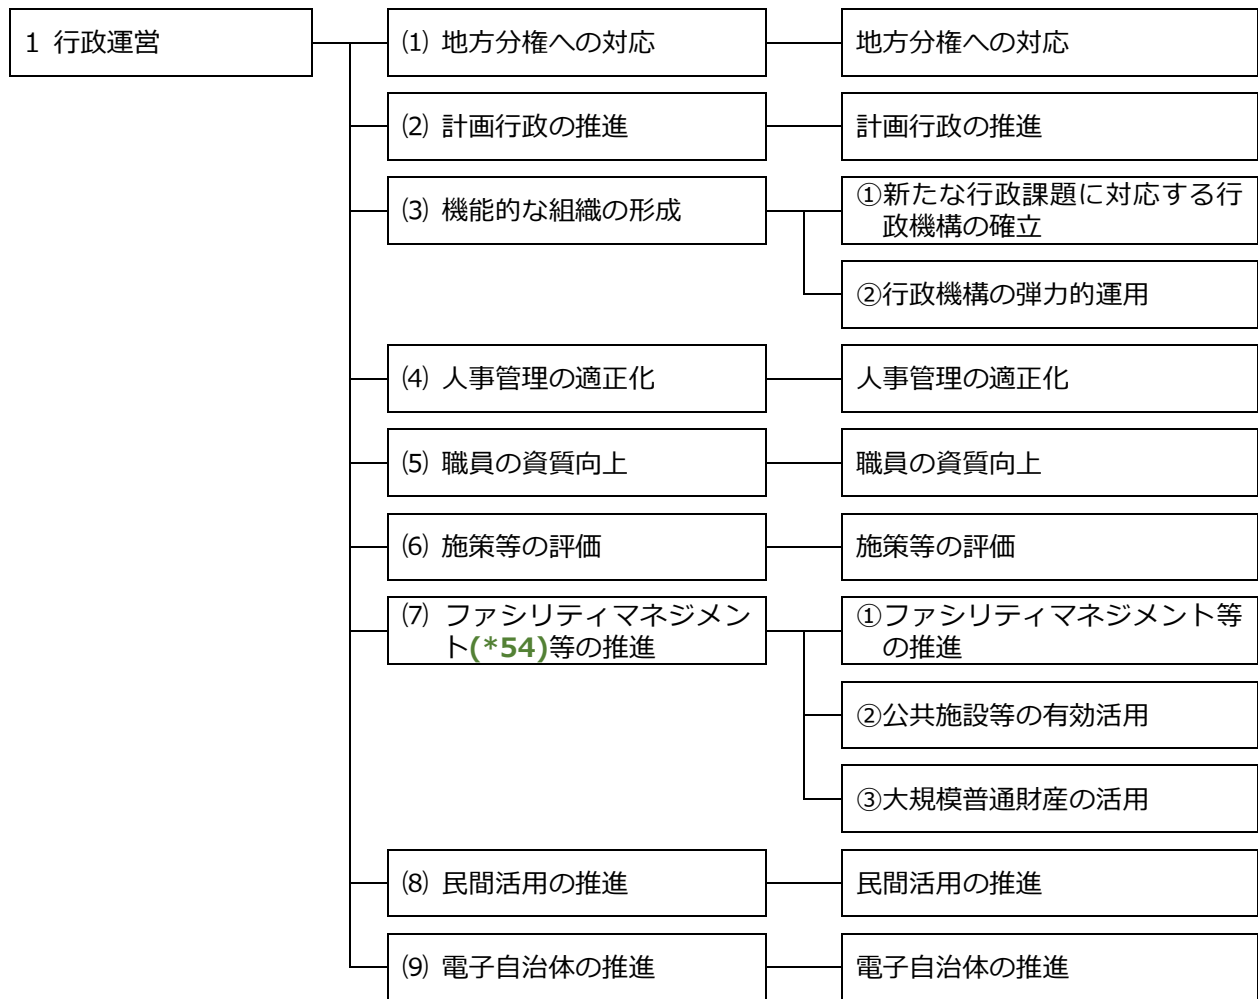 1 行政運営
⑴ 地方分権への対応
地方分権への対応
⑵ 計画行政の推進
計画行政の推進
⑶ 機能的な組織の形成
①新たな行政課題に対応する行
政機構の確立
②行政機構の弾力的運用
⑷ 人事管理の適正化
人事管理の適正化
⑸ 職員の資質向上
職員の資質向上
⑹ 施策等の評価
施策等の評価
⑺ ファシリティマネジメン
ト(*54)等の推進
①ファシリティマネジメント等
の推進
②公共施設等の有効活用
③大規模普通財産の活用
⑻ 民間活用の推進
民間活用の推進
⑼ 電子自治体の推進
電子自治体の推進